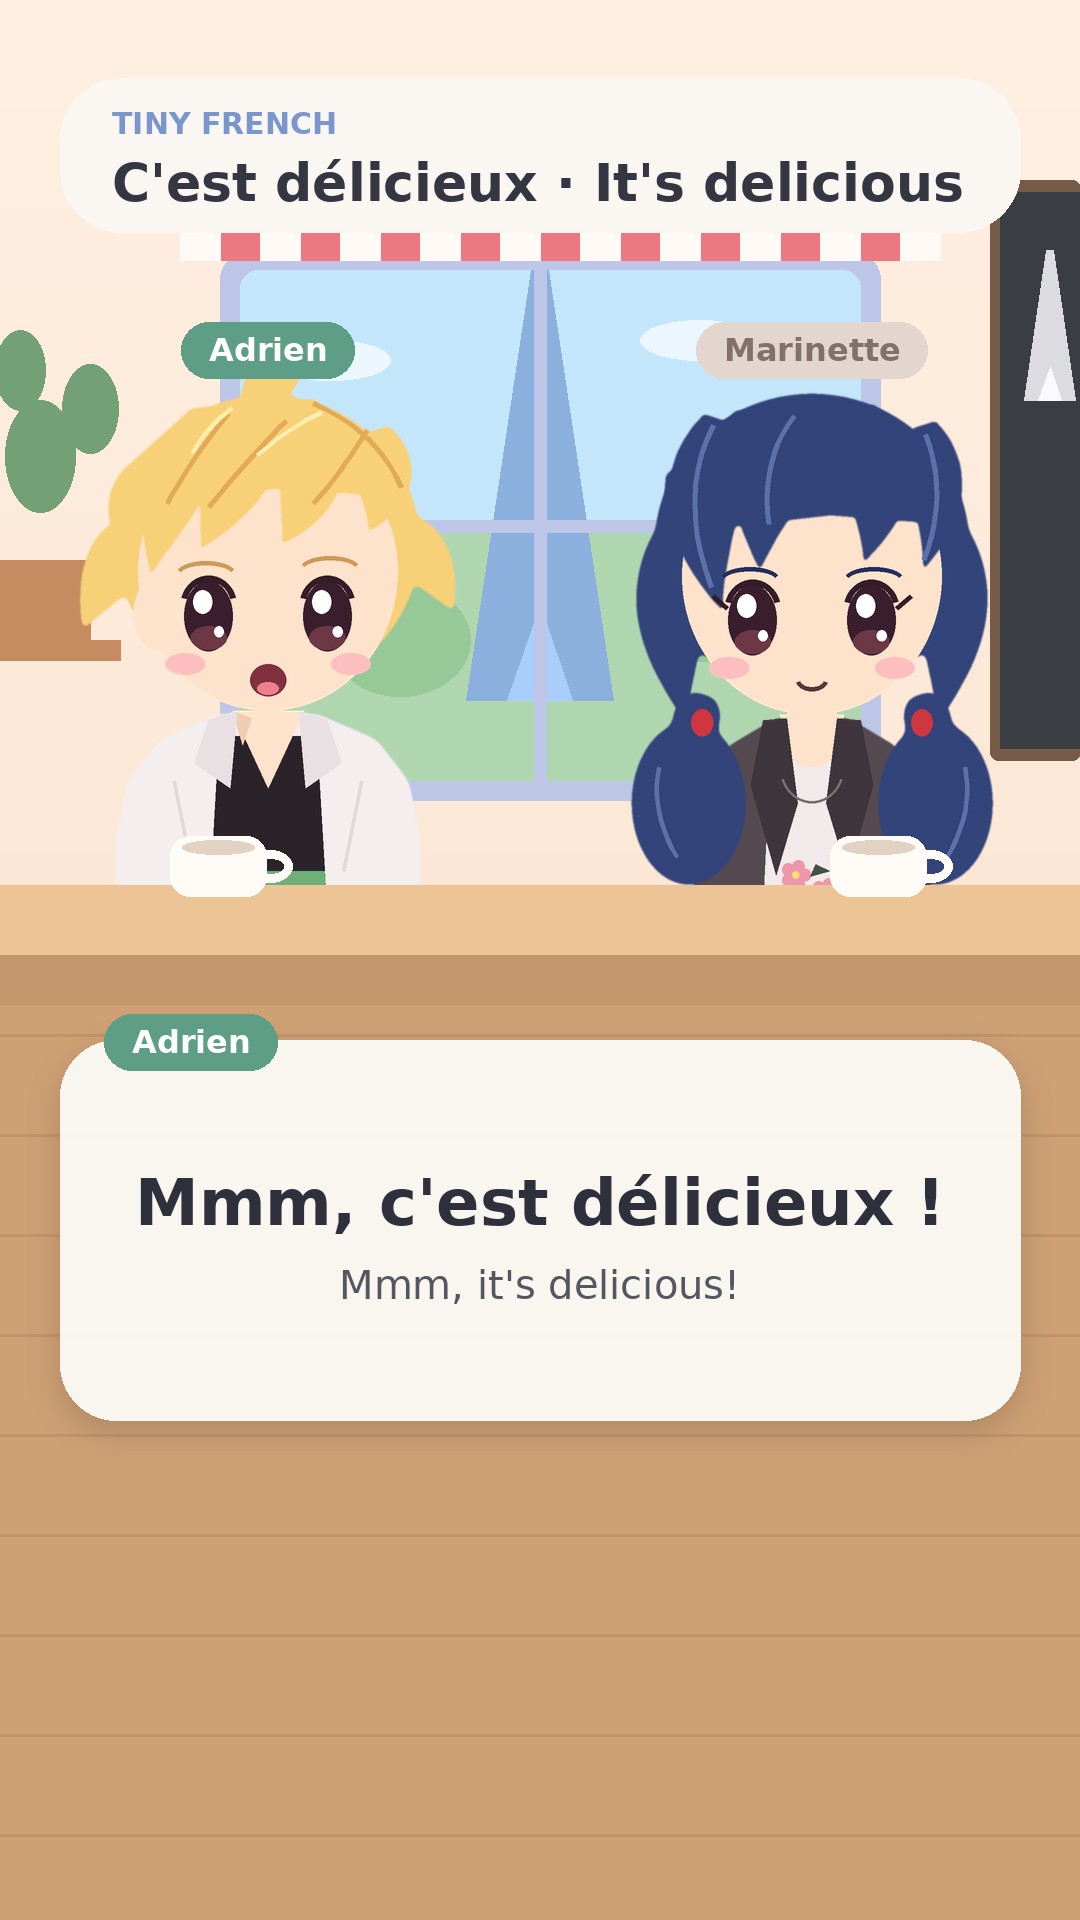 TINY FRENCH
C'est délicieux · It's delicious
Adrien
Marinette
Adrien
Mmm, c'est délicieux !
Mmm, it's delicious!